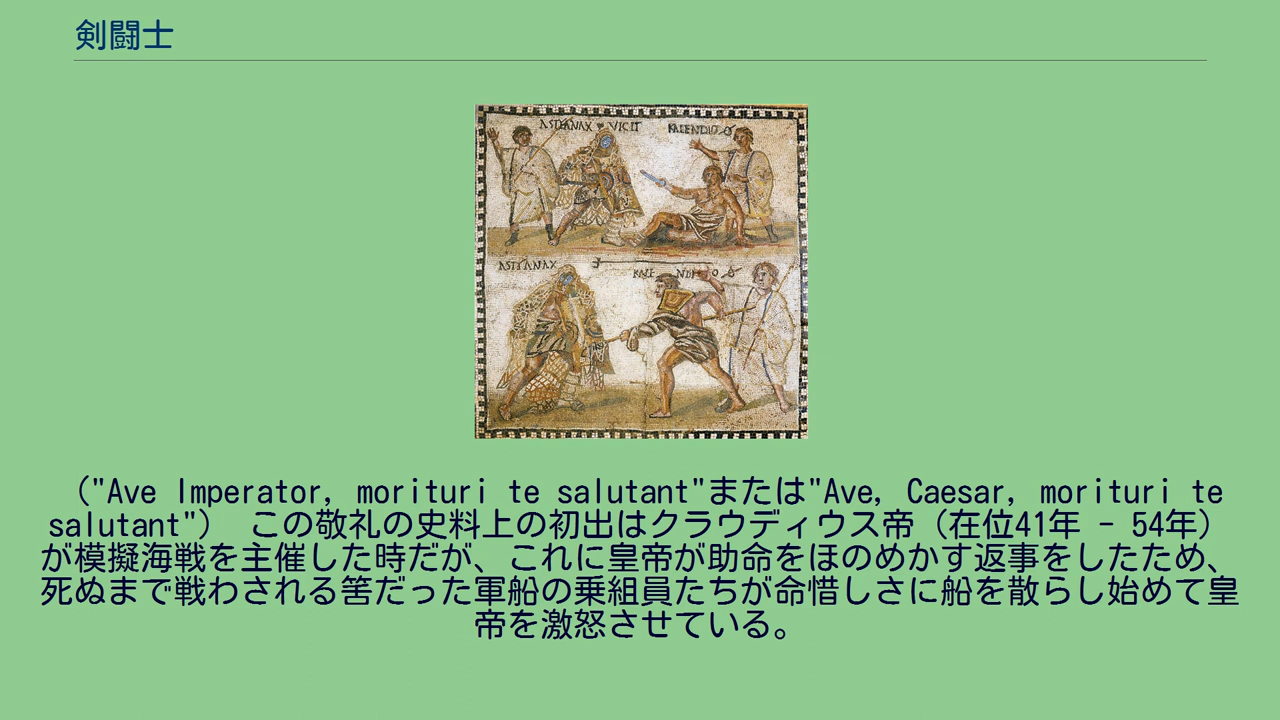 剣闘士
ASTYANAX VICIT KALENDIO
ASTYANAX KALE NDIO
("Ave Imperator, morituri te salutant"または"Ave, Caesar, morituri te
salutant") この敬礼の史料上の初出はクラウディウス帝（在位41年 - 54年）
が模擬海戦を主催した時だが、これに皇帝が助命をほのめかす返事をしたため、
死ぬまで戦わされる筈だった軍船の乗組員たちが命惜しさに船を散らし始めて皇
帝を激怒させている。